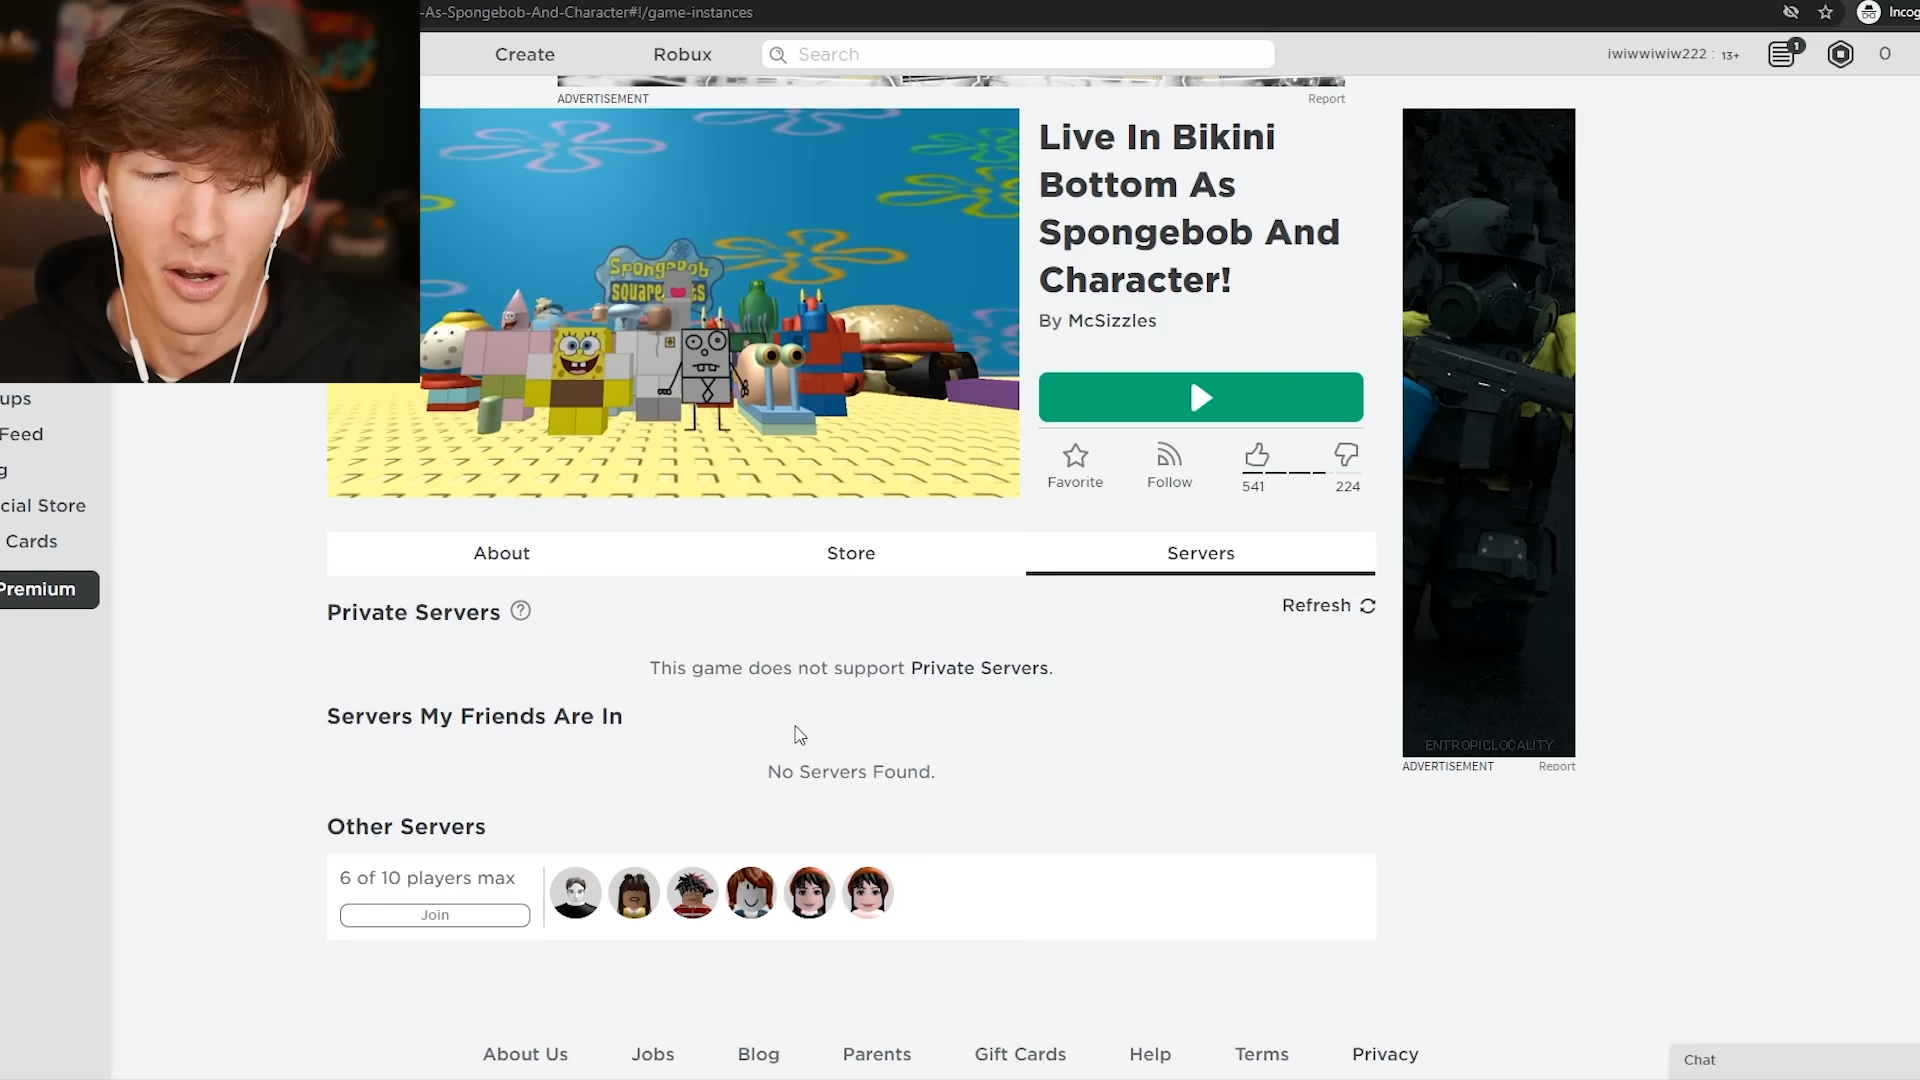 -As-Spongebob-And-Character#!/game-instances
Incog
Create
Robux
Search
iwiwwiwiw222 : 13+
1
0
ADVERTISEMENT
Report
SpongeBob
Live In Bikini
Bottom As
Spongebob And
Character!
By McSizzles
Favorite
Follow
541
224
ups
Feed
g
cial Store
Cards
Premium
About
Store
Servers
Private Servers ?
Refresh
This game does not support Private Servers.
Servers My Friends Are In
No Servers Found.
ENTROPICLOCALITY
ADVERTISEMENT
Report
Other Servers
6 of 10 players max
Join
About Us
Jobs
Blog
Parents
Gift Cards
Help
Terms
Privacy
Chat